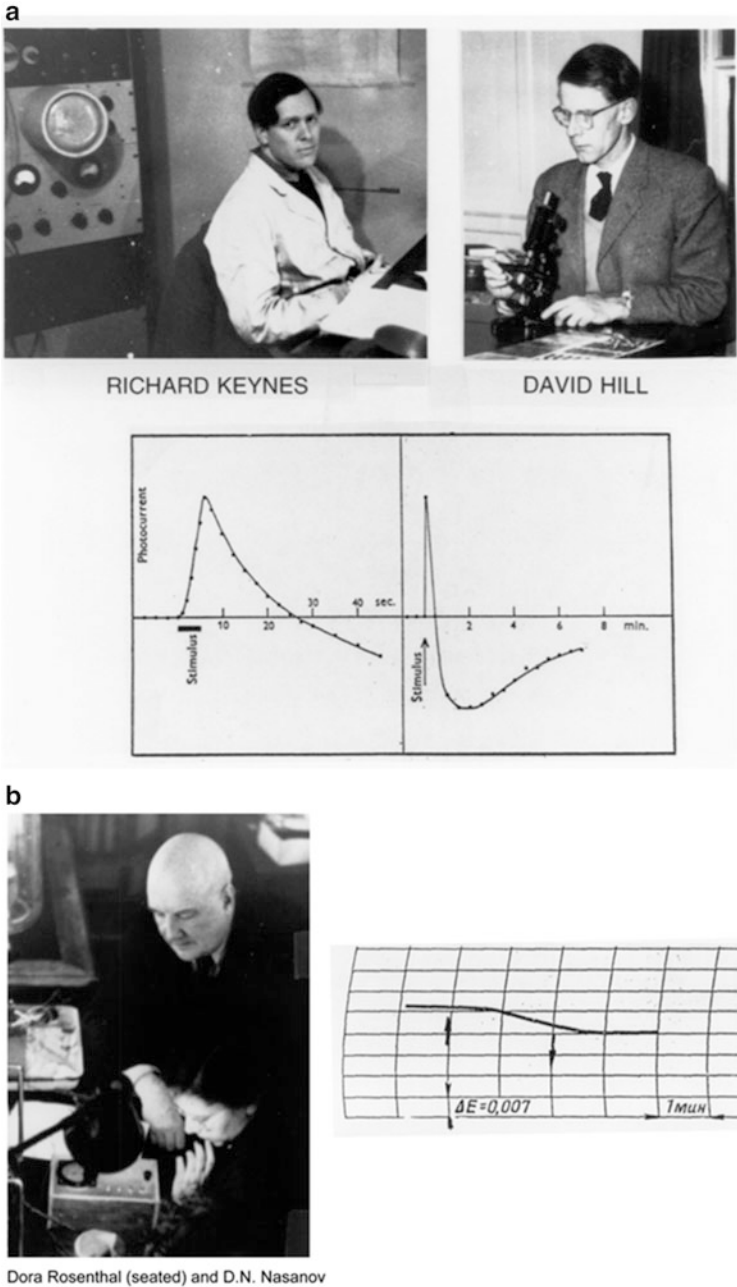 a
RICHARD KEYNES
DAVID HILL
Photocurrent
10
20
30
40
sec.
Stimulus
2
4
6
8
min.
Stimulus
b
ΔE=0,007
1мин
Dora Rosenthal (seated) and D.N. Nasanov